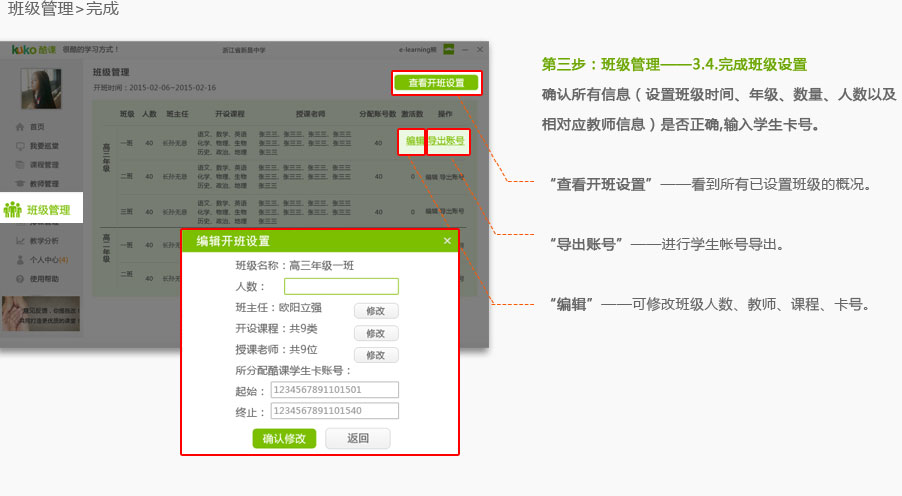 班级管理>完成
kuko 酷课 很酷的学习方式！ 浙江省新昌中学 e-learning熊
班级管理
开班时间：2015-02-06~2015-02-16
查看开班设置
班级 人数 班主任 开设课程 授课老师 分配账号数 激活数 操作
高三年级
一班 40 长孙无忌 语文、数学、英语 张三三、张三三、张三三 40 编辑 导出账号
化学、物理、生物 张三三、张三三、张三三
历史、政治、地理 张三三、张三三、张三三
二班 40 长孙无忌 语文、数学、英语 张三三、张三三、张三三 40 0 编辑 导出账号
化学、物理、生物 张三三、张三三、张三三
历史、政治、地理 张三三、张三三、张三三
三班 40 长孙无忌 语文、数学、英语 张三三、张三三、张三三 40 0 编辑 导出账号
化学、物理、生物 张三三、张三三、张三三
历史、政治、地理 张三三、张三三、张三三
高二年级
一班 40 长孙无
二班 40 长孙无
首页
我要逛堂
课程管理
教师管理
班级管理
教学分析
个人中心(4)
使用帮助
共同打造更优质的课堂！
编辑开班设置 ×
班级名称：高三年级一班
人数：
班主任：欧阳立强 修改
开设课程：共9类 修改
授课老师：共9位 修改
所分配酷课学生卡账号：
起始：1234567891101501
终止：1234567891101540
确认修改 返回
第三步：班级管理——3.4.完成班级设置
确认所有信息（设置班级时间、年级、数量、人数以及
相对应教师信息）是否正确,输入学生卡号。
“查看开班设置”——看到所有已设置班级的概况。
“导出账号”——进行学生帐号导出。
“编辑”——可修改班级人数、教师、课程、卡号。